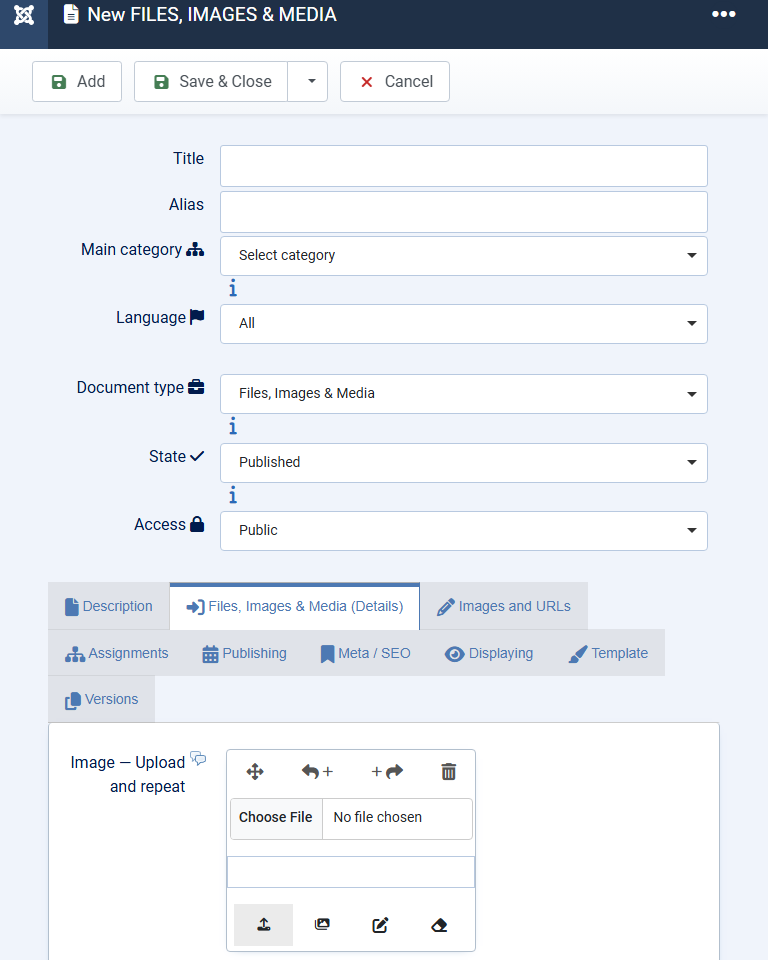 New FILES, IMAGES & MEDIA
Add
Save & Close
Cancel
Title
Alias
Main category
Select category
Language
All
Document type
Files, Images & Media
State
Published
Access
Public
Description
Files, Images & Media (Details)
Images and URLs
Assignments
Publishing
Meta / SEO
Displaying
Template
Versions
Image — Upload
and repeat
Choose File
No file chosen